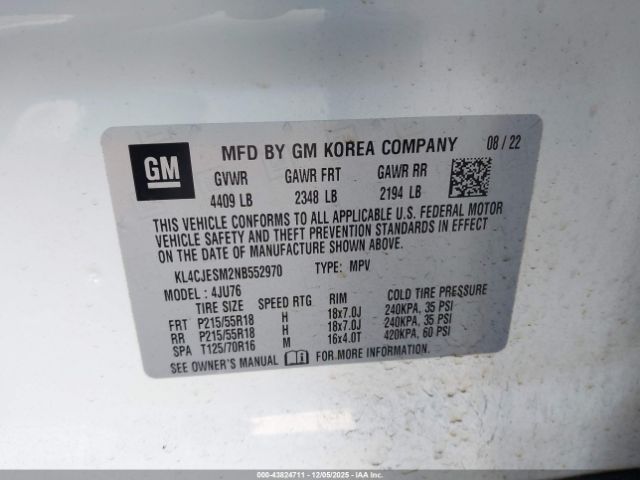 GM
MFD BY GM KOREA COMPANY 08 / 22
GVWR GAWR FRT GAWR RR
4409 LB 2348 LB 2194 LB
THIS VEHICLE CONFORMS TO ALL APPLICABLE U.S. FEDERAL MOTOR
VEHICLE SAFETY AND THEFT PREVENTION STANDARDS IN EFFECT
ON THE DATE OF MANUFACTURE SHOWN ABOVE.
KL4CJESM2NB552970 TYPE: MPV
MODEL : 4JU76
TIRE SIZE SPEED RTG RIM COLD TIRE PRESSURE
FRT P215/55R18 H 18x7.0J 240KPA, 35 PSI
RR P215/55R18 H 18x7.0J 240KPA, 35 PSI
SPA T125/70R16 M 16x4.0T 420KPA, 60 PSI
SEE OWNER'S MANUAL FOR MORE INFORMATION.
000-43824711 - 12/05/2025 - IAA Inc.